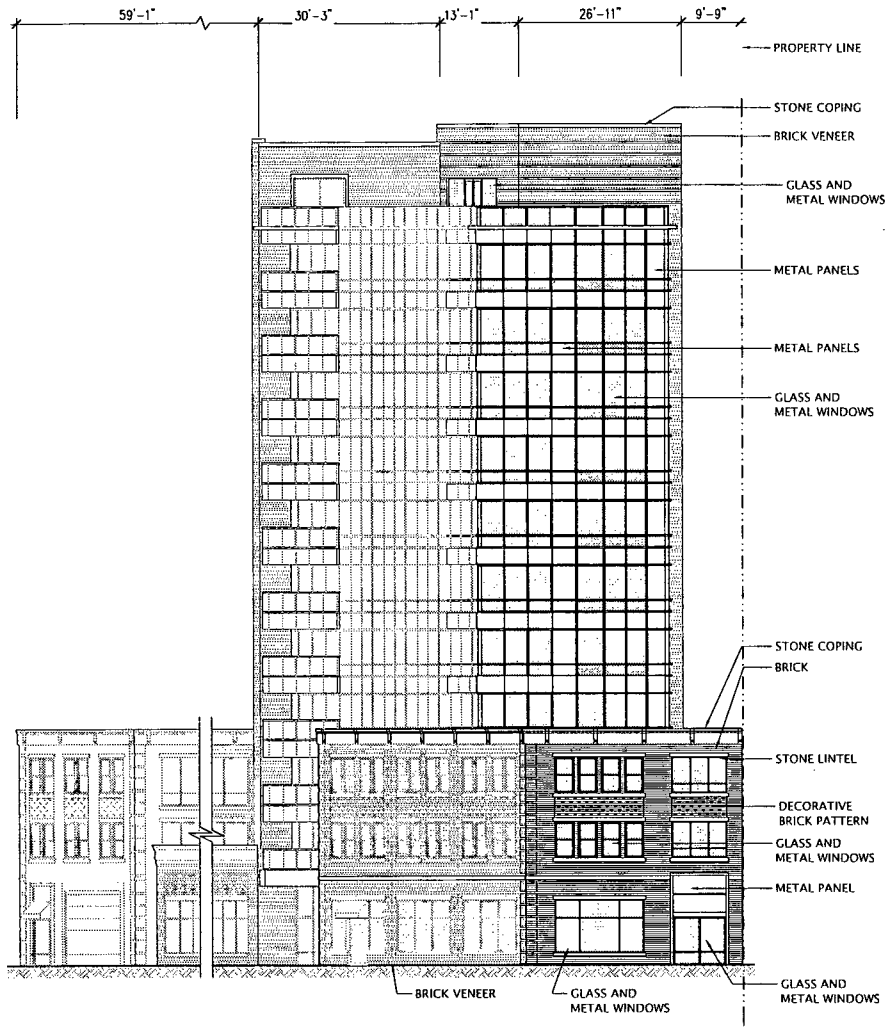 59'-1" 30'-3" 13'-1" 26'-11" 9'-9"
PROPERTY LINE
STONE COPING
BRICK VENEER
GLASS AND
METAL WINDOWS
METAL PANELS
METAL PANELS
GLASS AND
METAL WINDOWS
STONE COPING
BRICK
STONE LINTEL
DECORATIVE
BRICK PATTERN
GLASS AND
METAL WINDOWS
METAL PANEL
GLASS AND
METAL WINDOWS
BRICK VENEER
GLASS AND
METAL WINDOWS